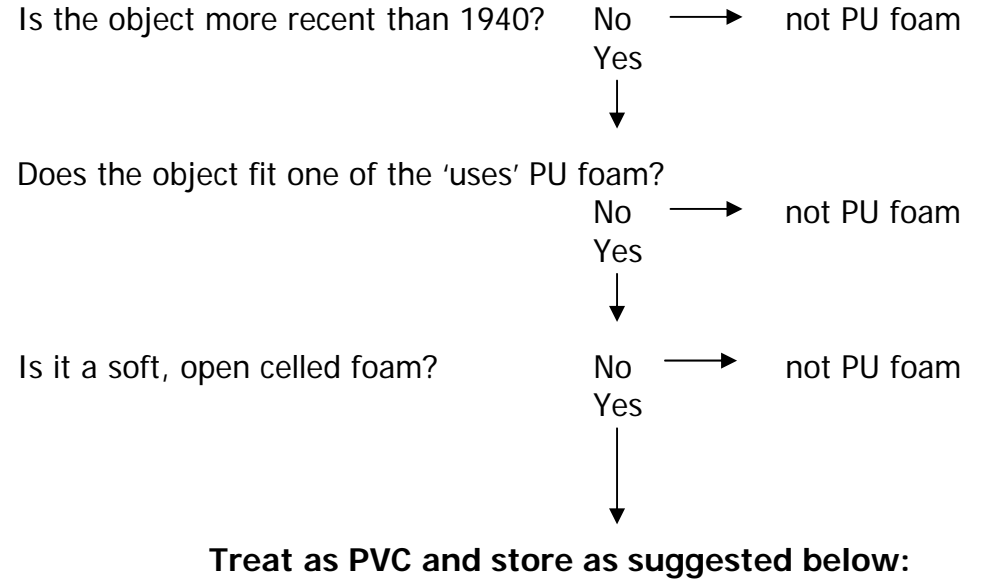 Is the object more recent than 1940? No not PU foam
Yes
Does the object fit one of the ‘uses’ PU foam?
No not PU foam
Yes
Is it a soft, open celled foam? No not PU foam
Yes
Treat as PVC and store as suggested below: